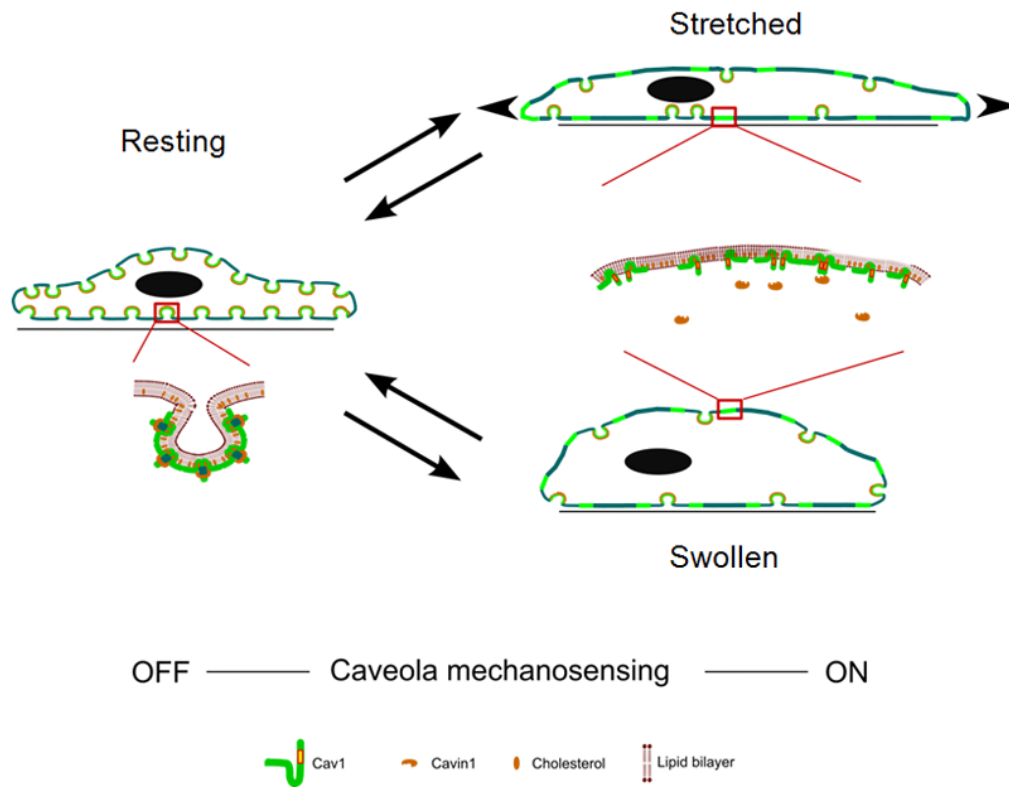 Stretched
Resting
Swollen
OFF Caveola mechanosensing ON
Cav1 Cavin1 Cholesterol Lipid bilayer